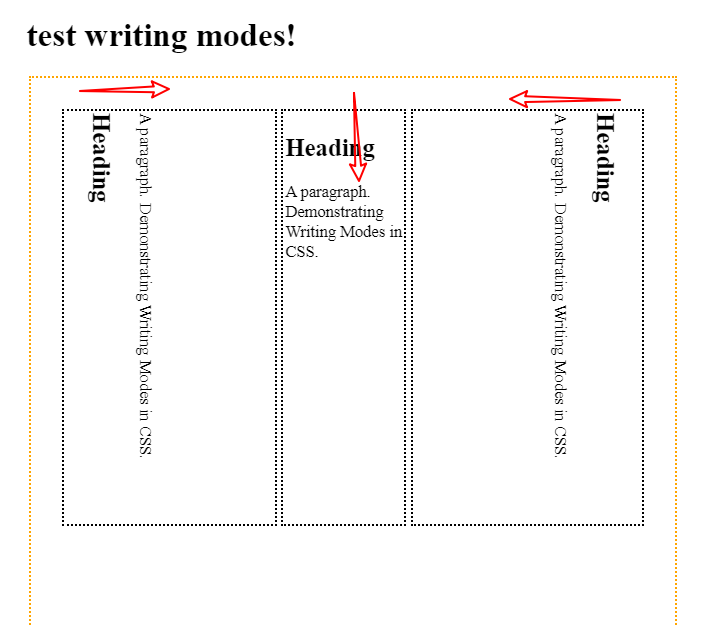 test writing modes!
Heading
A paragraph. Demonstrating Writing Modes in CSS.
Heading
A paragraph.
Demonstrating
Writing Modes in
CSS.
Heading
A paragraph. Demonstrating Writing Modes in CSS.